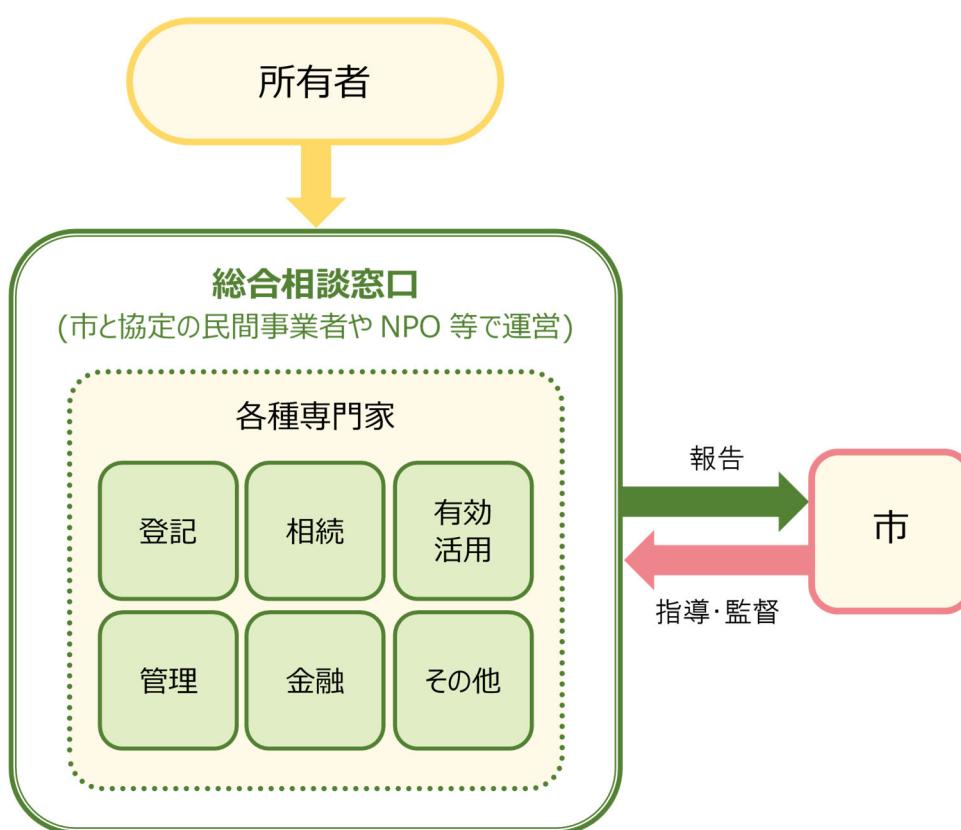 所有者
総合相談窓口
(市と協定の民間事業者や NPO 等で運営)
各種専門家
登記
相続
有効
活用
管理
金融
その他
報告
市
指導・監督